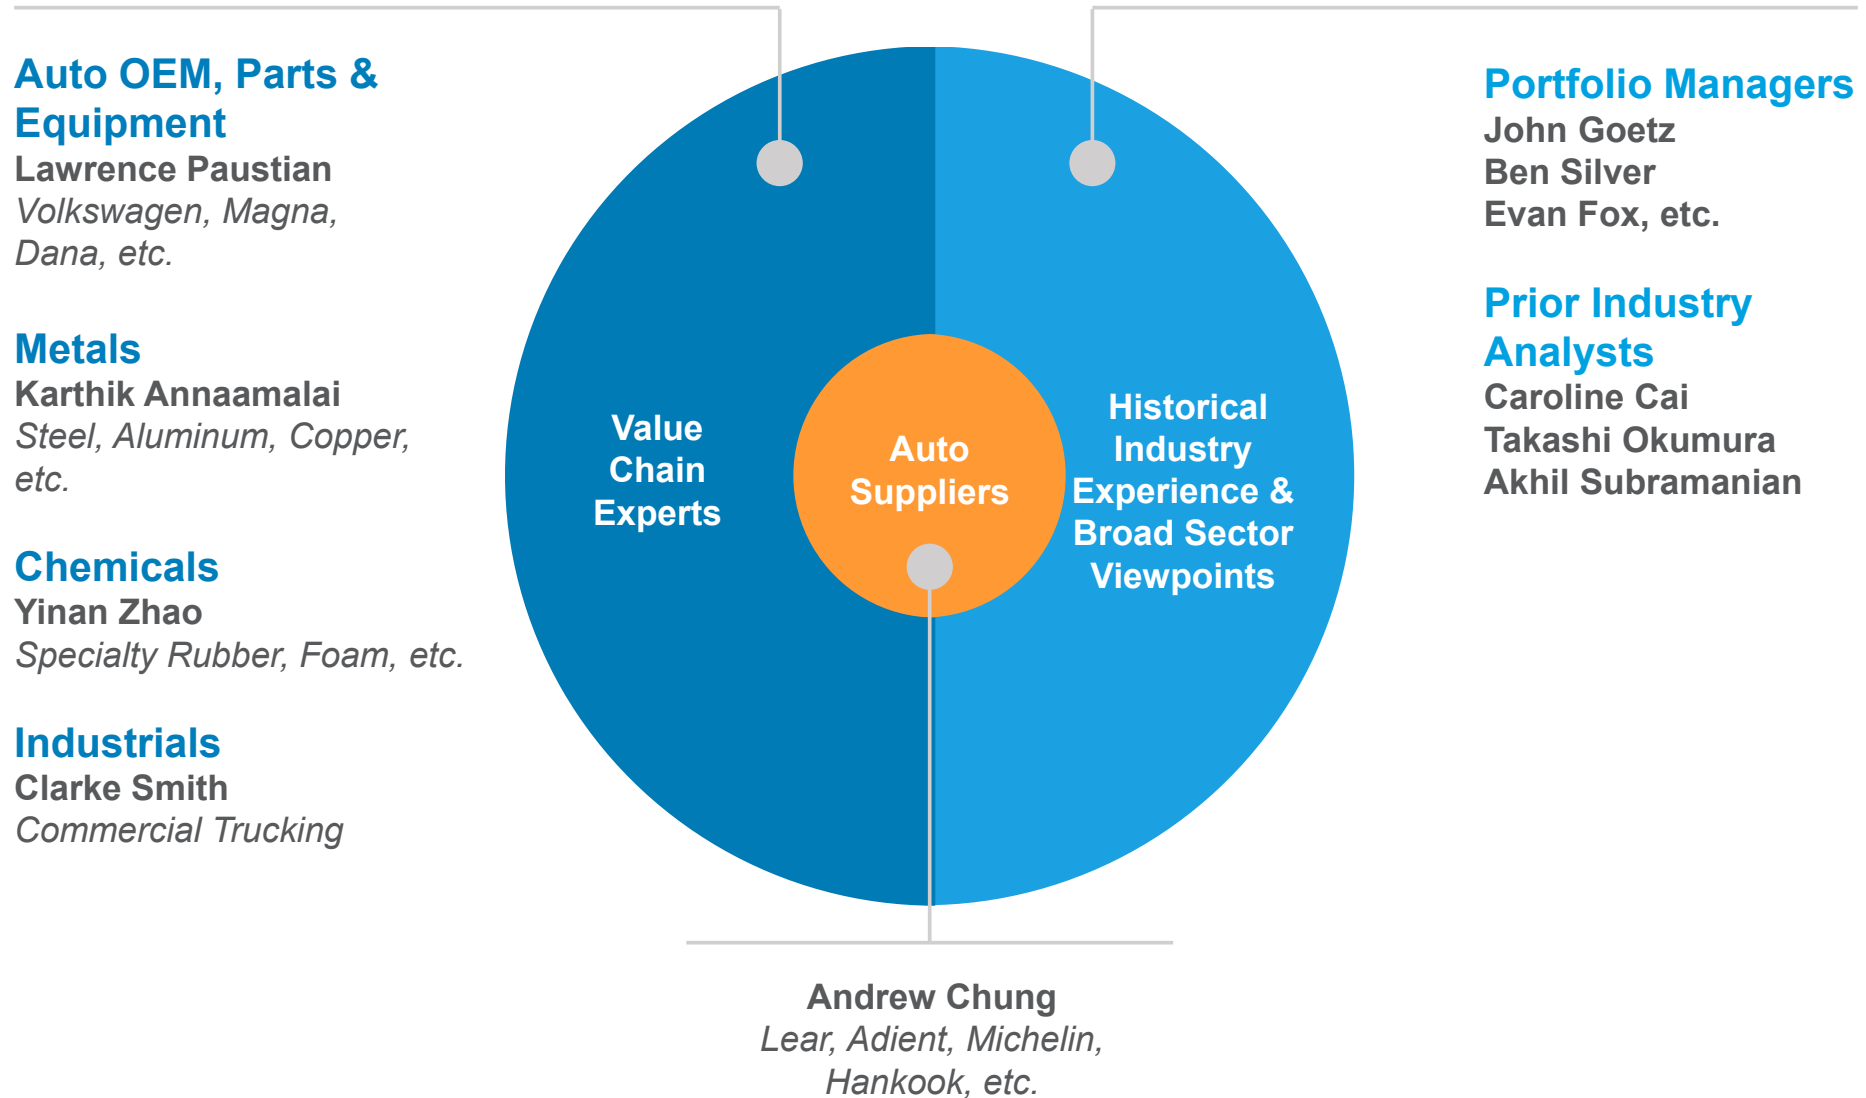 Auto OEM, Parts &
Equipment
Lawrence Paustian
Volkswagen, Magna,
Dana, etc.
Metals
Karthik Annaamalai
Steel, Aluminum, Copper,
etc.
Chemicals
Yinan Zhao
Specialty Rubber, Foam, etc.
Industrials
Clarke Smith
Commercial Trucking
Value
Chain
Experts
Auto
Suppliers
Historical
Industry
Experience &
Broad Sector
Viewpoints
Portfolio Managers
John Goetz
Ben Silver
Evan Fox, etc.
Prior Industry
Analysts
Caroline Cai
Takashi Okumura
Akhil Subramanian
Andrew Chung
Lear, Adient, Michelin,
Hankook, etc.